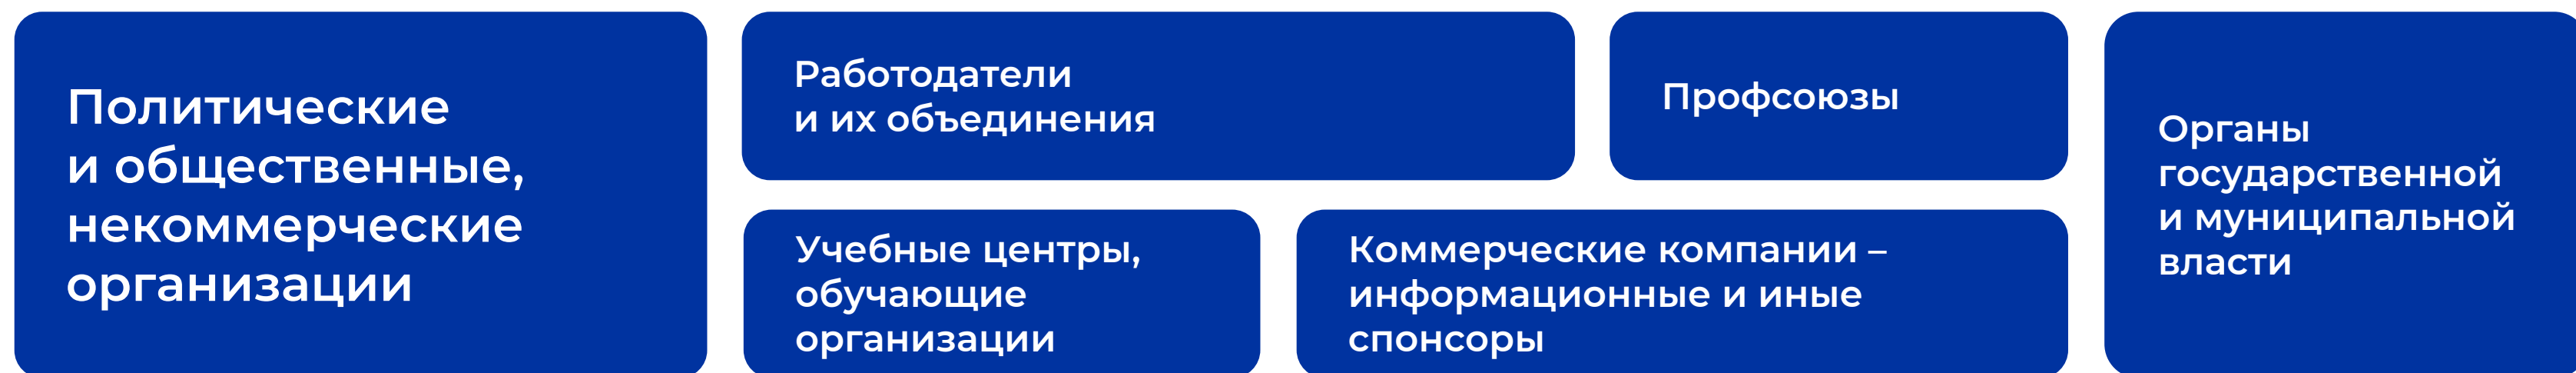 Политические
и общественные,
некоммерческие
организации
Работодатели
и их объединения
Профсоюзы
Учебные центры,
обучающие
организации
Коммерческие компании –
информационные и иные
спонсоры
Органы
государственной
и муниципальной
власти